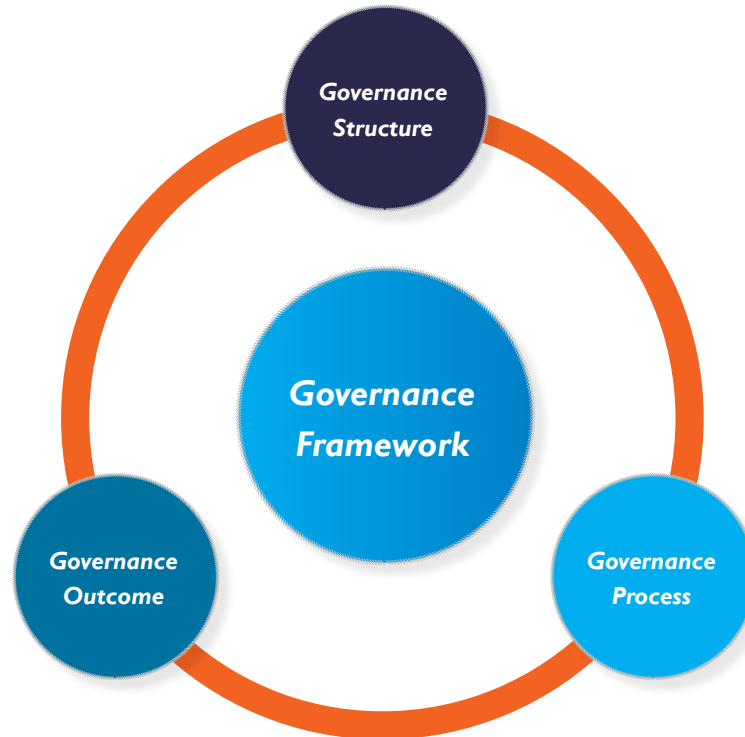 Governance
Structure
Governance
Framework
Governance
Outcome
Governance
Process